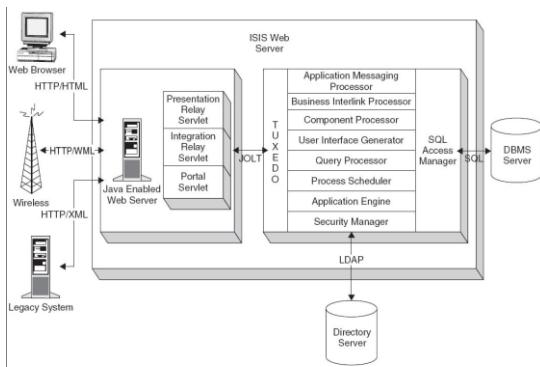 ISIS Web
Server
Web Browser
HTTP/HTML
HTTP/WML
Wireless
HTTP/XML
Legacy System
Java Enabled
Web Server
Presentation
Relay
Servlet
Integration
Relay
Servlet
Portal
Servlet
JOLT
TUXEDO
Application Messaging
Processor
Business Interlink Processor
Component Processor
User Interface Generator
Query Processor
Process Scheduler
Application Engine
Security Manager
SQL
Access
Manager
SQL
DBMS
Server
LDAP
Directory
Server